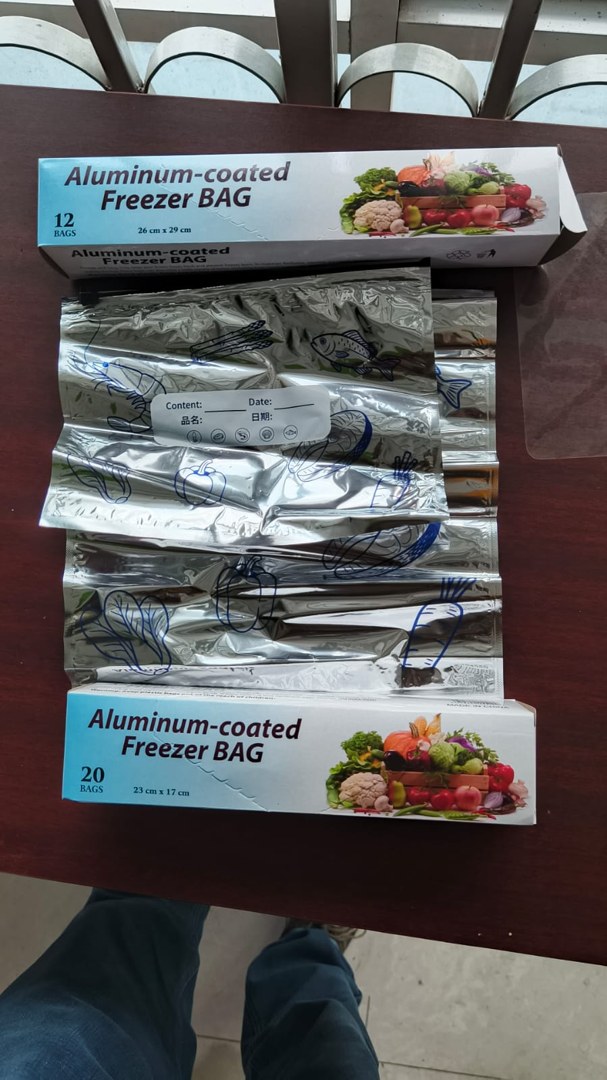 Aluminum-coated
Freezer BAG
12
BAGS
26 cm x 29 cm
Aluminum-coated
Freezer BAG
Content:
Date:
品名:
日期:
Aluminum-coated
Freezer BAG
20
BAGS
23 cm x 17 cm